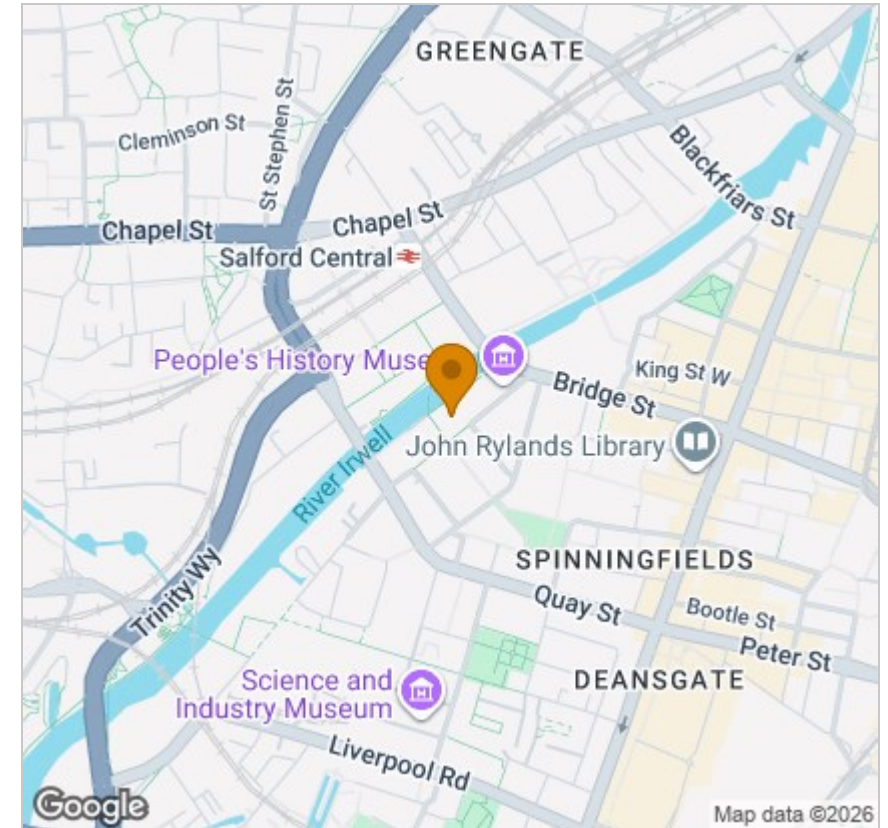 GREENGATE
Cleminson St
St Stephen St
Blackfriars St
Chapel St
Chapel St
Salford Central
People's History Muse
King St W
Bridge St
John Rylands Library
River Irwell
SPINNINGFIELDS
Trinity Wy
Quay St
Bootle St
Peter St
Science and
Industry Museum
DEANSGATE
Liverpool Rd
Google
Map data ©2026